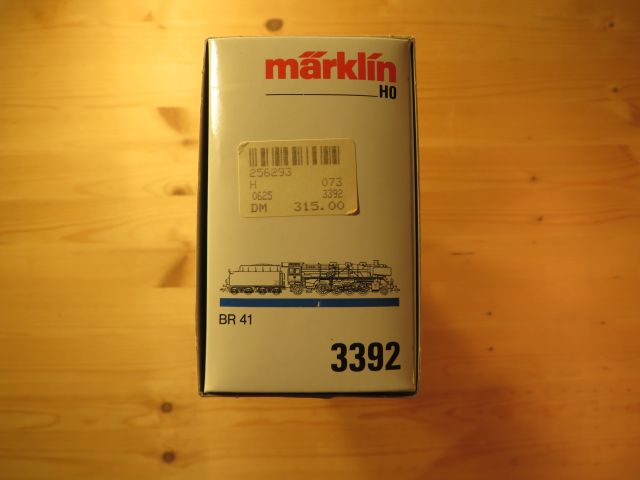 märklin
H0
256293
H 073
0625 3392
DM 315.00
BR 41
3392